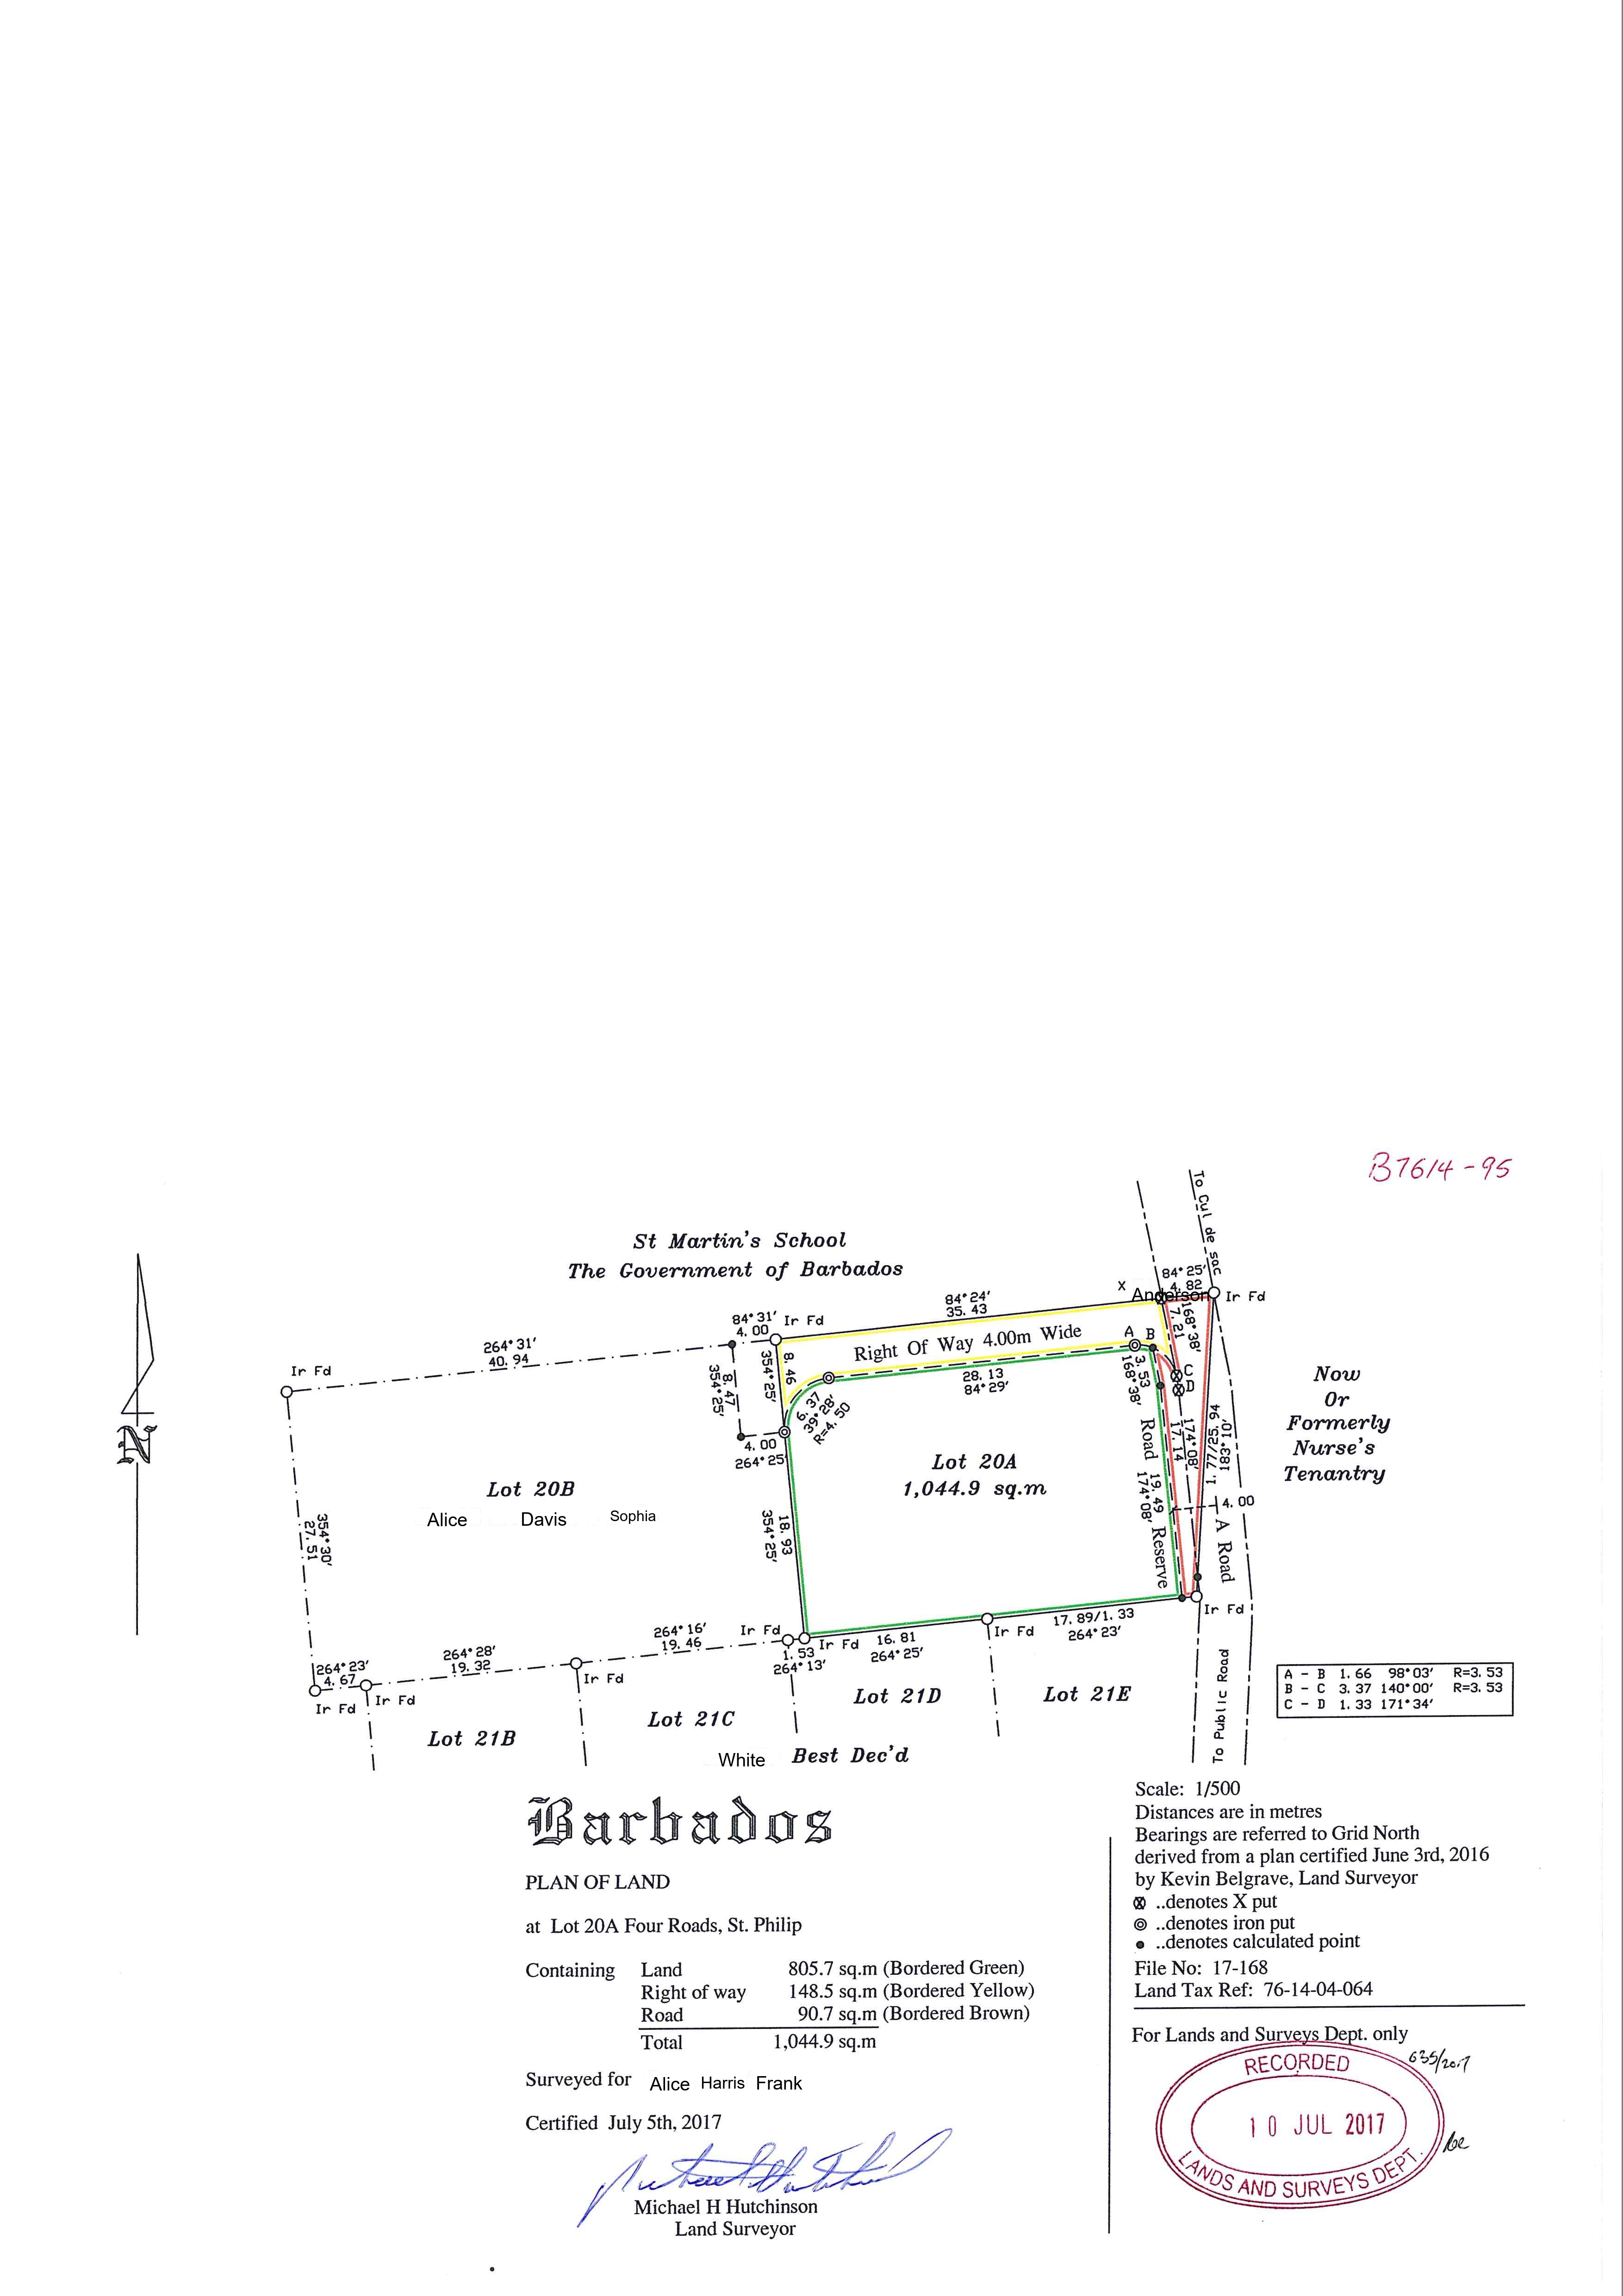 B7614-95
To Cul de sac
St Martin's School
The Government of Barbados
84°25'
4.82
X
Anderson
Ir Fd
84°24'
35.43
84°31'
4.00
Ir Fd
264°31'
40.94
Ir Fd
168°38'
7.21
Right Of Way 4.00m Wide
A
B
C
D
8.46
354°25'
8.47
354°25'
28.13
84°29'
6.37
39°28'
R=4.50
3.53
168°38'
Now
Or
Formerly
Nurse's
Tenantry
4.00
264°25'
Lot 20A
1,044.9 sq.m
Lot 20B
Alice Davis Sophia
Road Reserve
19.49
174°08'
174°08'
17.14
1.77/25.94
183°10'
4.00
A Road
18.93
354°25'
354°30'
27.51
Ir Fd
17.89/1.33
264°23'
Ir Fd
16.81
264°25'
Ir Fd
1.53
264°13'
Ir Fd
264°16'
19.46
264°28'
19.32
Ir Fd
264°23'
4.67
Ir Fd
Ir Fd
Lot 21B
Lot 21C
Lot 21D
Lot 21E
To Public Road
White Best Dec'd
A - B 1.66 98°03' R=3.53
B - C 3.37 140°00' R=3.53
C - D 1.33 171°34'
N
Barbados
PLAN OF LAND
at Lot 20A Four Roads, St. Philip
Containing Land 805.7 sq.m (Bordered Green)
Right of way 148.5 sq.m (Bordered Yellow)
Road 90.7 sq.m (Bordered Brown)
Total 1,044.9 sq.m
Surveyed for Alice Harris Frank
Certified July 5th, 2017
Michael H Hutchinson
Land Surveyor
Scale: 1/500
Distances are in metres
Bearings are referred to Grid North
derived from a plan certified June 3rd, 2016
by Kevin Belgrave, Land Surveyor
..denotes X put
..denotes iron put
..denotes calculated point
File No: 17-168
Land Tax Ref: 76-14-04-064
For Lands and Surveys Dept. only
635/2017
RECORDED
10 JUL 2017
LANDS AND SURVEYS DEPT.